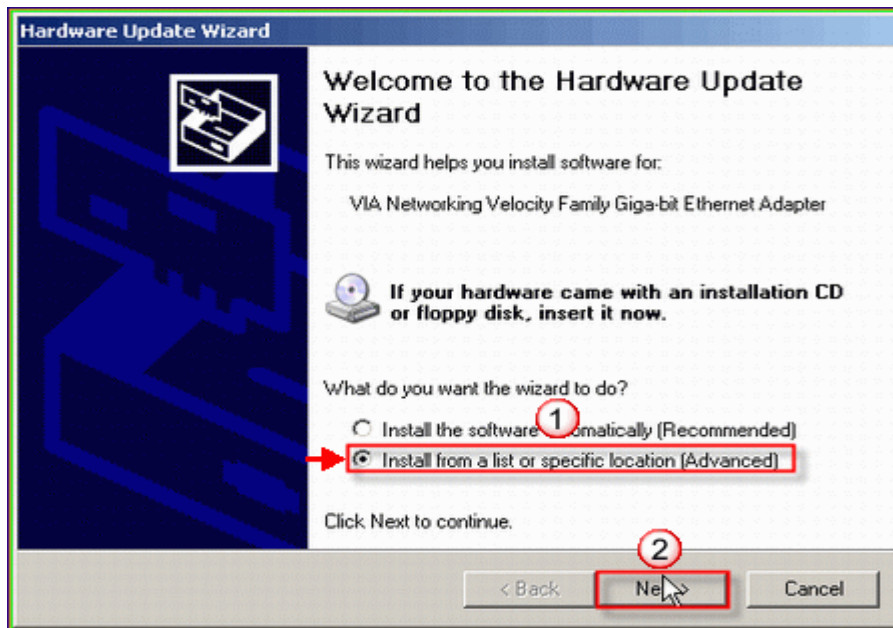 Hardware Update Wizard
Welcome to the Hardware Update
Wizard
This wizard helps you install software for:
VIA Networking Velocity Family Giga-bit Ethernet Adapter
If your hardware came with an installation CD
or floppy disk, insert it now.
What do you want the wizard to do?
1
Install the software (Recommended)
Install from a list or specific location (Advanced)
Click Next to continue.
2
< Back
Cancel